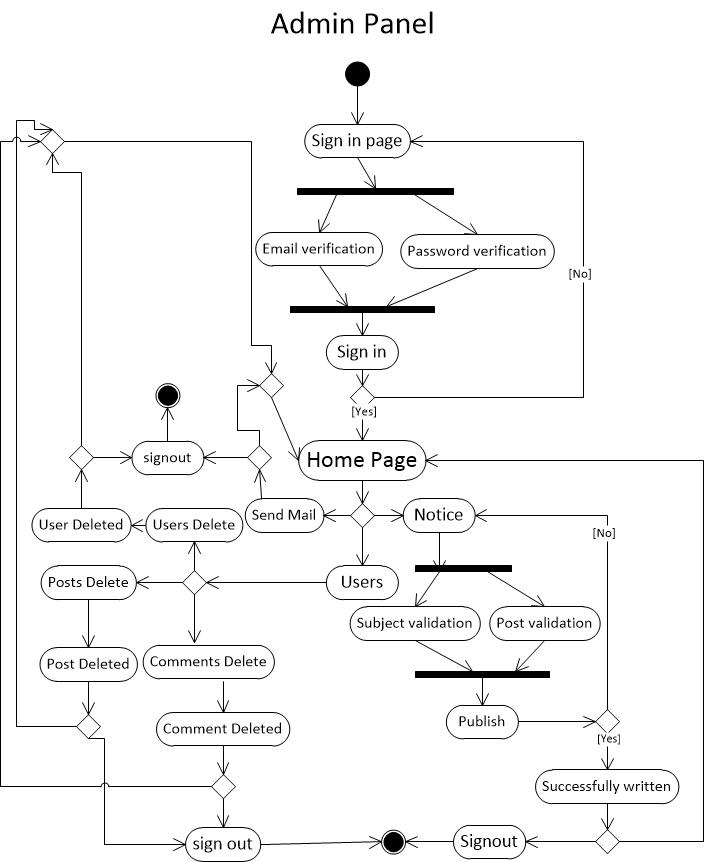 Admin Panel
Sign in page
Email verification
Password verification
[No]
Sign in
[Yes]
signout
Home Page
User Deleted
Users Delete
Send Mail
Notice
[No]
Posts Delete
Users
Subject validation
Post validation
Post Deleted
Comments Delete
Comment Deleted
Publish
[Yes]
Successfully written
sign out
Signout